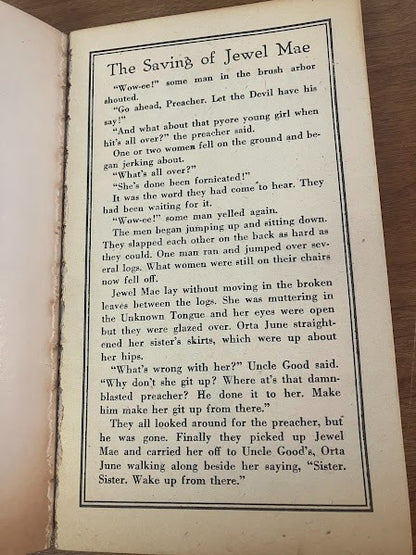 The Saving of Jewel Mae
"Wow-ee!" some man in the brush arbor
shouted.
"Go ahead, Preacher. Let the Devil have his
say!"
"And what about that pyore young girl when
hit's all over?" the preacher said.
One or two women fell on the ground and be-
gan jerking about.
"What's all over?"
"She's done been fornicated!"
It was the word they had come to hear. They
had been waiting for it.
"Wow-ee!" some man yelled again.
The men began jumping up and sitting down.
They slapped each other on the back as hard as
they could. One man ran and jumped over sev-
eral logs. What women were still on their chairs
now fell off.
Jewel Mae lay without moving in the broken
leaves between the logs. She was muttering in
the Unknown Tongue and her eyes were open
but they were glazed over. Orta June straight-
ened her sister's skirts, which were up about
her hips.
"What's wrong with her?" Uncle Good said.
"Why don't she git up? Where at's that damn-
blasted preacher? He done it to her. Make
him make her git up from there."
They all looked around for the preacher, but
he was gone. Finally they picked up Jewel
Mae and carried her off to Uncle Good's, Orta
June walking along beside her saying, "Sister.
Sister. Wake up from there."